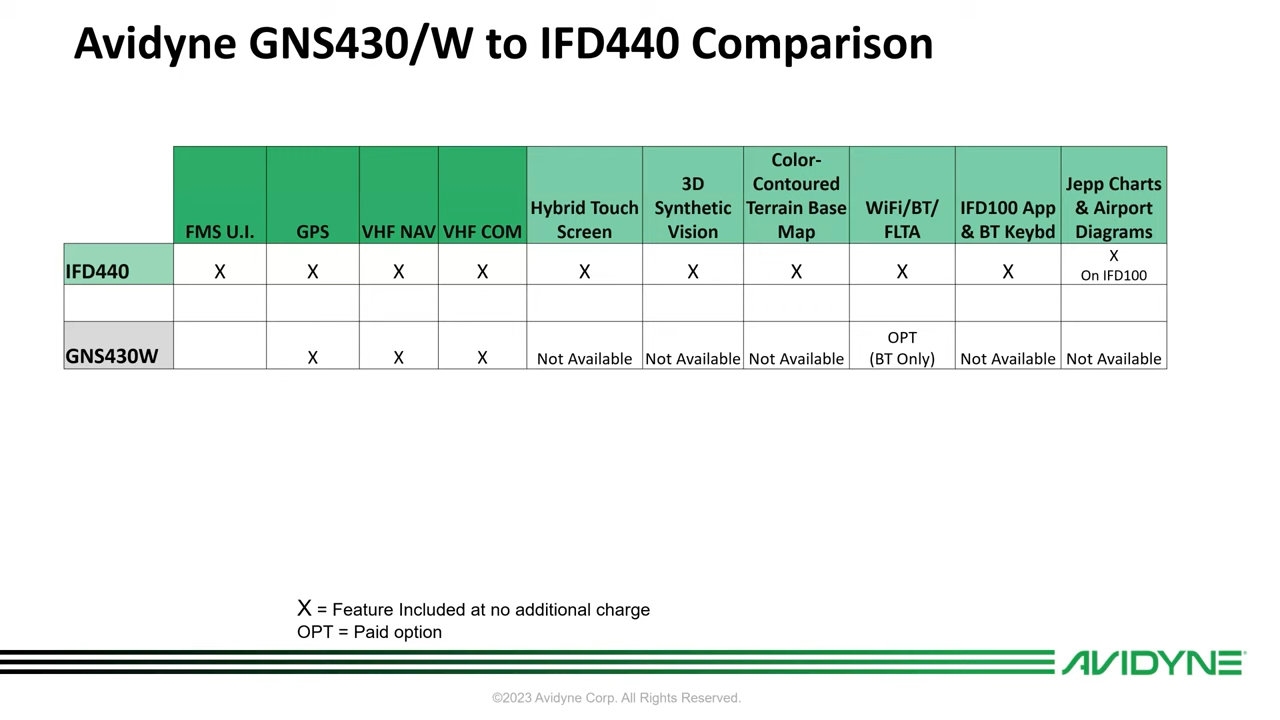 Avidyne GNS430/W to IFD440 Comparison
FMS U.I.
GPS
VHF NAV
VHF COM
Hybrid Touch
Screen
3D
Synthetic
Vision
Color-
Contoured
Terrain Base
Map
WiFi/BT/
FLTA
IFD100 App
& BT Keybd
Jepp Charts
& Airport
Diagrams
IFD440
X
X
X
X
X
X
X
X
X
X
On IFD100
GNS430W
X
X
X
Not Available
Not Available
Not Available
OPT
(BT Only)
Not Available
Not Available
X = Feature Included at no additional charge
OPT = Paid option
AVIDYNE®
©2023 Avidyne Corp. All Rights Reserved.